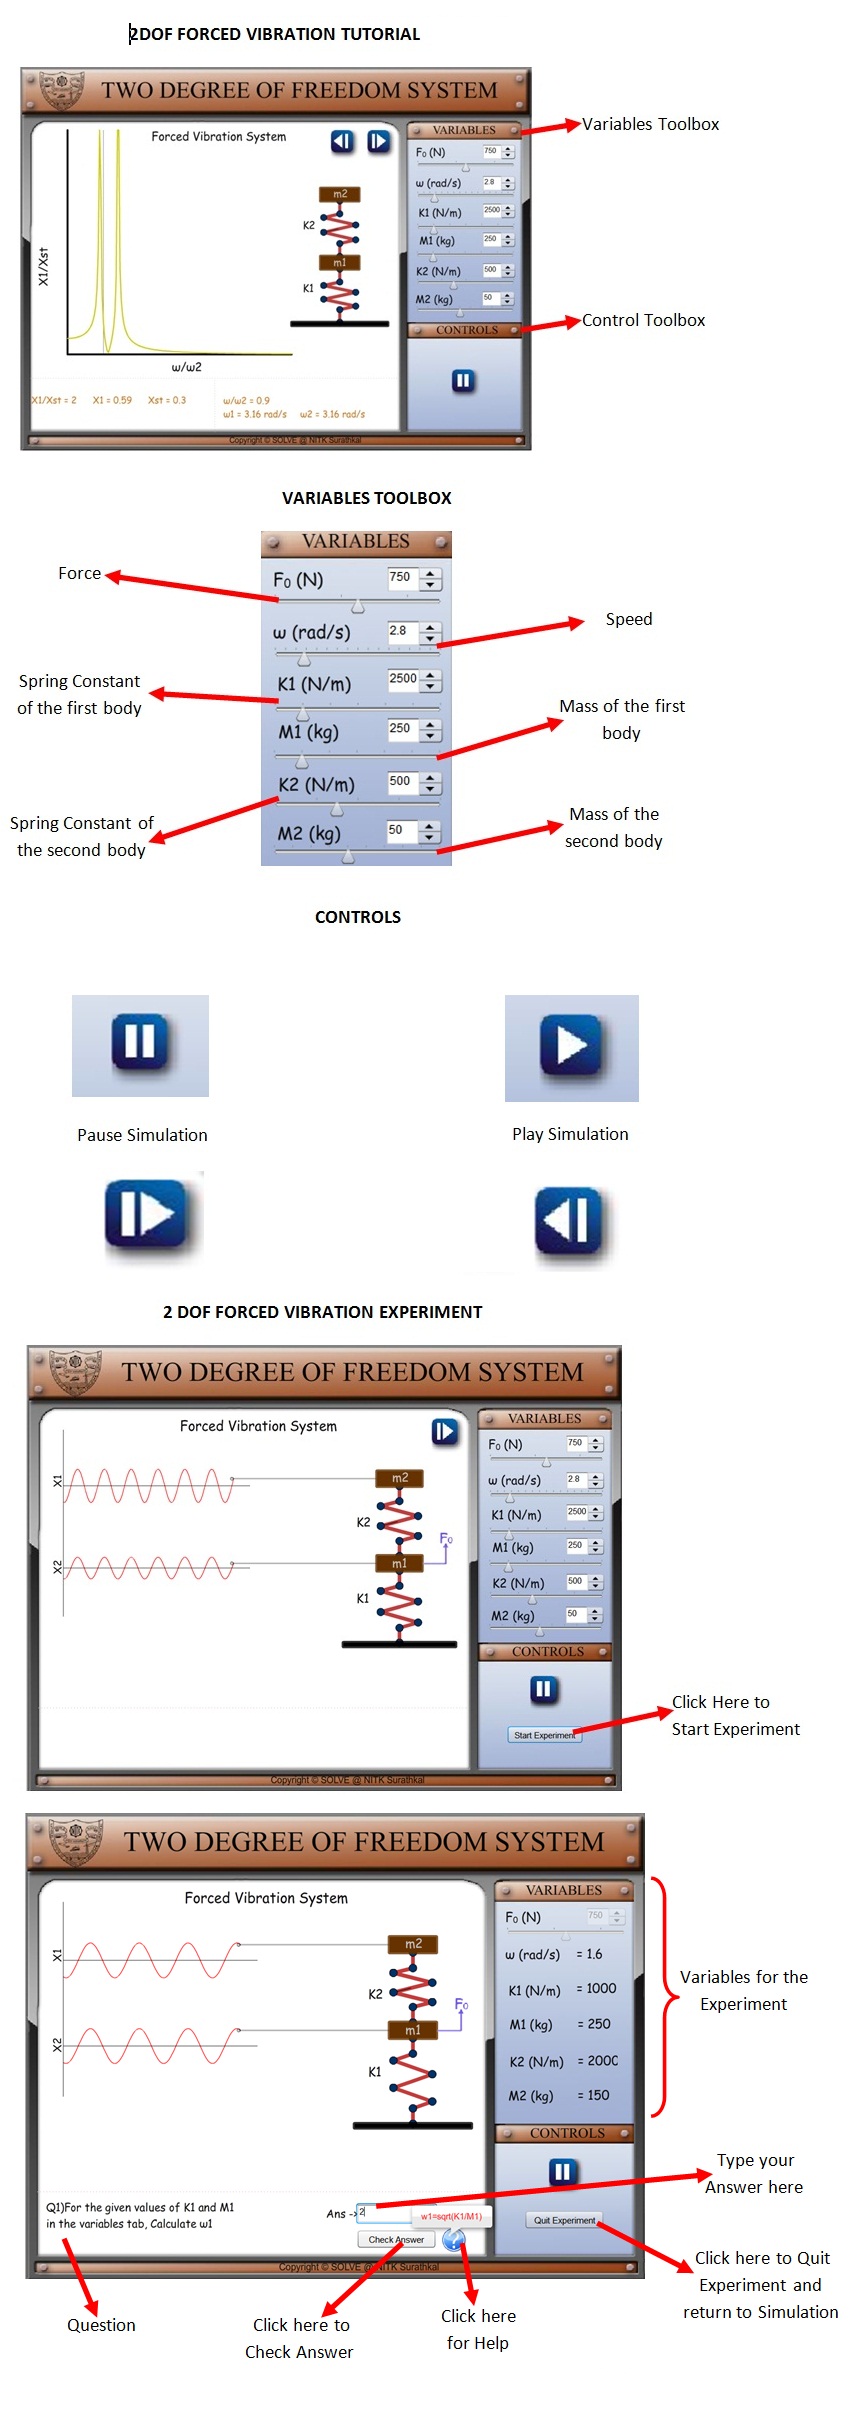 2DOF FORCED VIBRATION TUTORIAL
TWO DEGREE OF FREEDOM SYSTEM
Forced Vibration System
X1/Xst
ω/ω2
m2
K2
m1
K1
X1/Xst = 2 X1 = 0.59 Xst = 0.3
ω/ω2 = 0.9
ω1 = 3.16 rad/s ω2 = 3.16 rad/s
VARIABLES
F₀ (N) 750
ω (rad/s) 2.8
K1 (N/m) 2500
M1 (kg) 250
K2 (N/m) 500
M2 (kg) 50
CONTROLS
Copyright © SOLVE @ NITK Surathkal
Variables Toolbox
Control Toolbox
VARIABLES TOOLBOX
VARIABLES
F₀ (N) 750
ω (rad/s) 2.8
K1 (N/m) 2500
M1 (kg) 250
K2 (N/m) 500
M2 (kg) 50
Force
Speed
Spring Constant
of the first body
Mass of the first
body
Spring Constant of
the second body
Mass of the
second body
CONTROLS
Pause Simulation
Play Simulation
2 DOF FORCED VIBRATION EXPERIMENT
TWO DEGREE OF FREEDOM SYSTEM
Forced Vibration System
X1
X2
m2
K2
F₀
m1
K1
VARIABLES
F₀ (N) 750
ω (rad/s) 2.8
K1 (N/m) 2500
M1 (kg) 250
K2 (N/m) 500
M2 (kg) 50
CONTROLS
Start Experiment
Copyright © SOLVE @ NITK Surathkal
Click Here to
Start Experiment
TWO DEGREE OF FREEDOM SYSTEM
Forced Vibration System
X1
X2
m2
K2
F₀
m1
K1
VARIABLES
F₀ (N) 750
ω (rad/s) = 1.6
K1 (N/m) = 1000
M1 (kg) = 250
K2 (N/m) = 2000
M2 (kg) = 150
CONTROLS
Quit Experiment
Q1)For the given values of K1 and M1
in the variables tab, Calculate ω1
Ans -> 2
w1=sqrt(K1/M1)
Check Answer
?
Copyright © SOLVE @ NITK Surathkal
Variables for the
Experiment
Type your
Answer here
Click here to Quit
Experiment and
return to Simulation
Question
Click here to
Check Answer
Click here
for Help